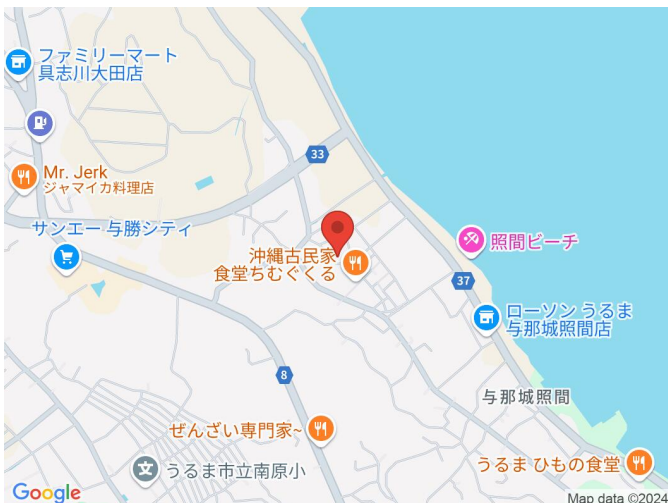 ファミリーマート
具志川大田店
33
Mr. Jerk
ジャマイカ料理店
サンエー 与勝シティ
照間ビーチ
沖縄古民家
食堂ちむぐくる
37
ローソン うるま
与那城照間店
8
与那城照間
ぜんざい専門家~
うるま市立南原小
うるま ひもの食堂
Google
Map data ©2024